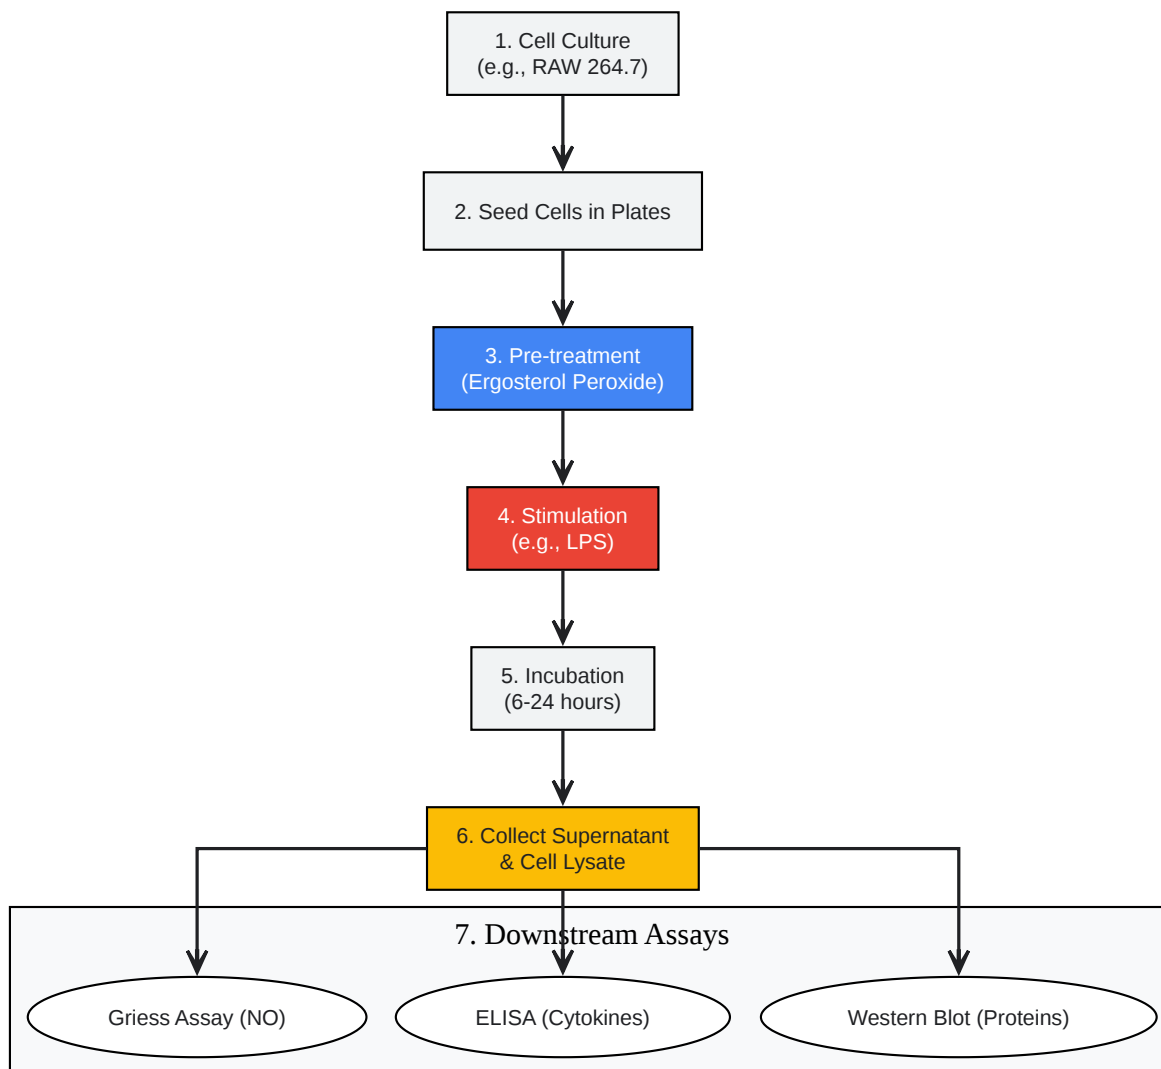 1. Cell Culture
(e.g., RAW 264.7)
2. Seed Cells in Plates
3. Pre-treatment
(Ergosterol Peroxide)
4. Stimulation
(e.g., LPS)
5. Incubation
(6-24 hours)
6. Collect Supernatant
& Cell Lysate
7. Downstream Assays
Griess Assay (NO)
ELISA (Cytokines)
Western Blot (Proteins)